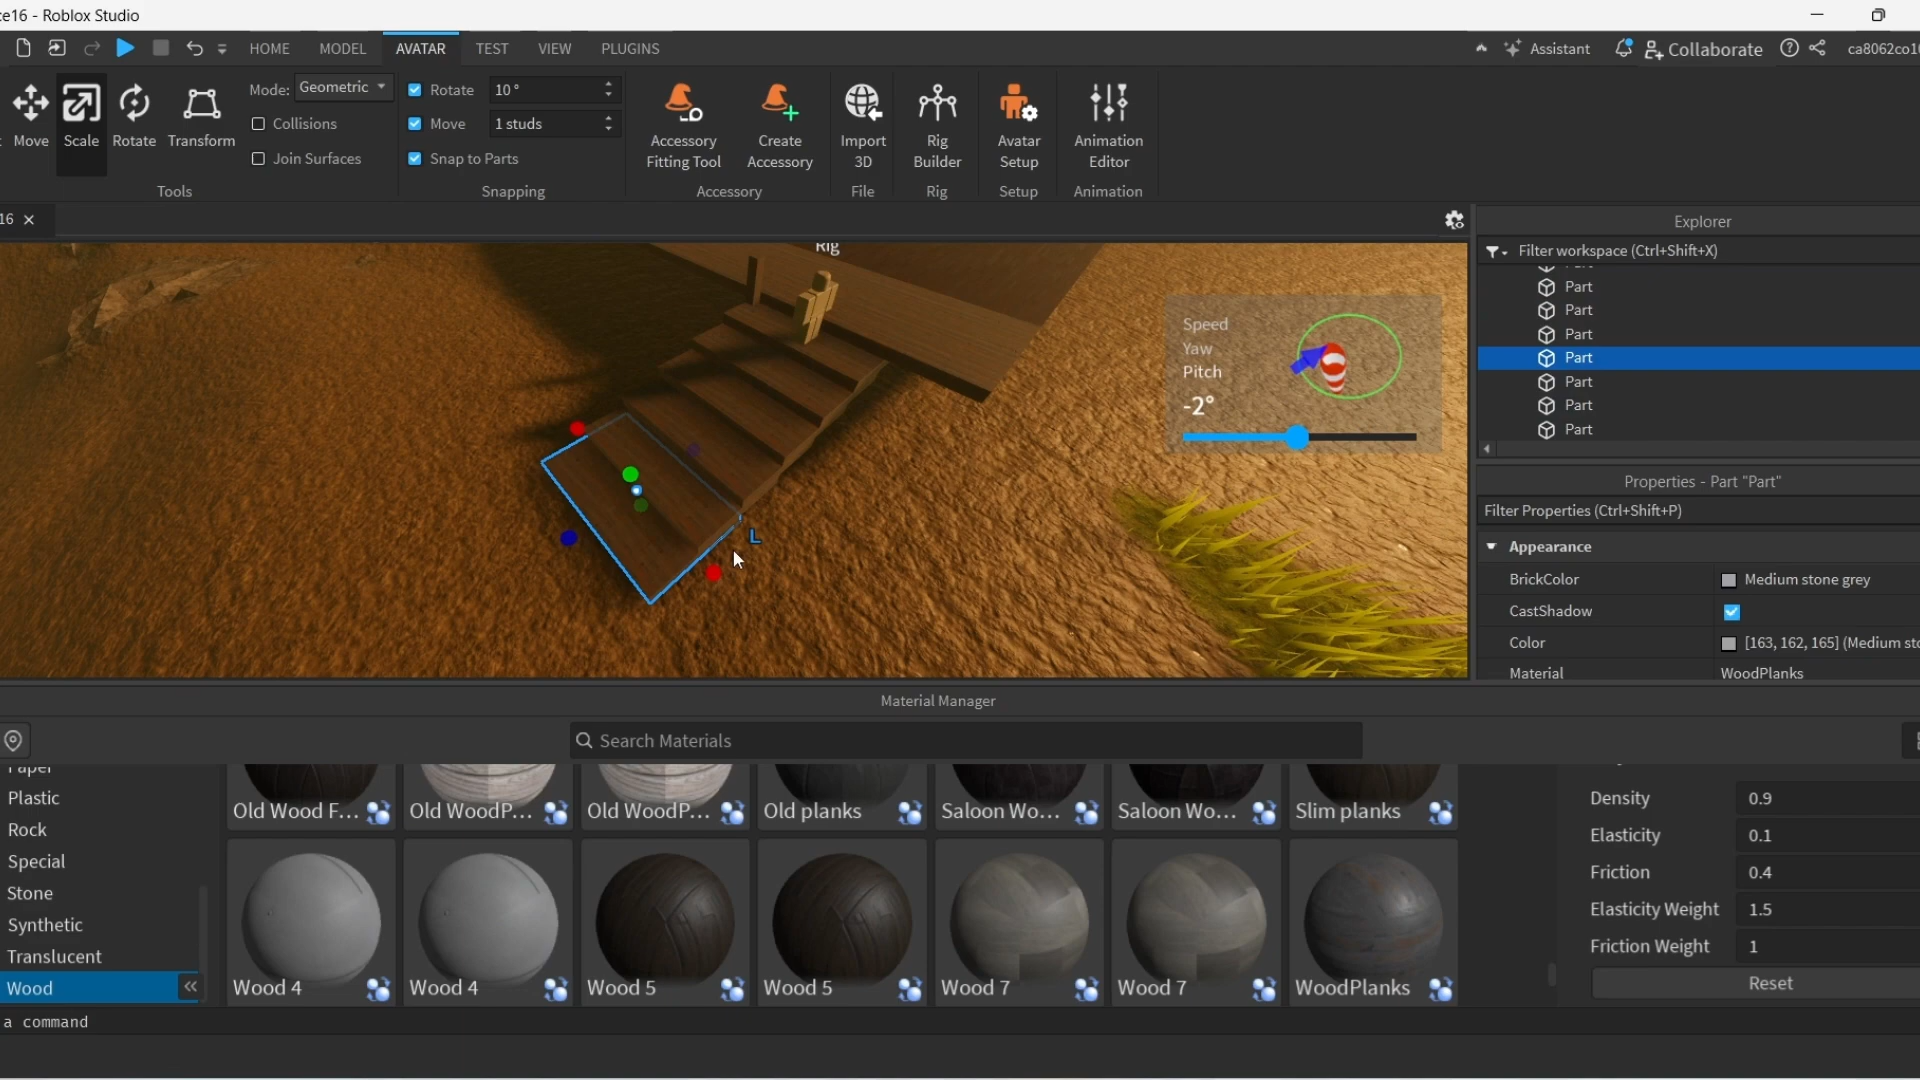 ce16 - Roblox Studio
HOME MODEL AVATAR TEST VIEW PLUGINS Assistant Collaborate ca8062co1
Move Scale Rotate Transform
Mode: Geometric
Collisions
Join Surfaces
Tools
Rotate 10 °
Move 1 studs
Snap to Parts
Snapping
Accessory Fitting Tool
Create Accessory
Accessory
Import 3D
File
Rig Builder
Rig
Avatar Setup
Setup
Animation Editor
Animation
16
Rig
Speed
Yaw
Pitch
-2°
L
Explorer
Filter workspace (Ctrl+Shift+X)
Part
Part
Part
Part
Part
Part
Part
Properties - Part "Part"
Filter Properties (Ctrl+Shift+P)
Appearance
BrickColor Medium stone grey
CastShadow
Color [163, 162, 165] (Medium sto
Material WoodPlanks
Material Manager
Search Materials
Paper
Plastic
Rock
Special
Stone
Synthetic
Translucent
Wood
Old Wood F... Old WoodP... Old WoodP... Old planks Saloon Wo... Saloon Wo... Slim planks
Wood 4 Wood 4 Wood 5 Wood 5 Wood 7 Wood 7 WoodPlanks
Density 0.9
Elasticity 0.1
Friction 0.4
Elasticity Weight 1.5
Friction Weight 1
Reset
a command